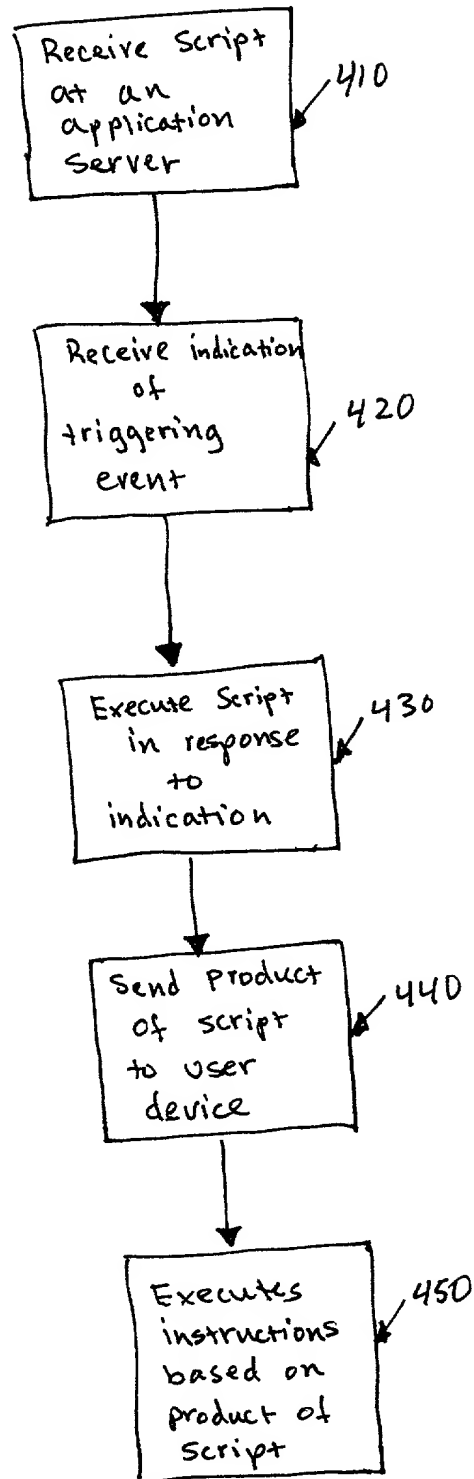 Receive Script
at an
application
server
410
Receive indication
of
triggering
event
420
Execute Script
in response
to
indication
430
Send product
of script
to user
device
440
Executes
instructions
based on
product of
script
450